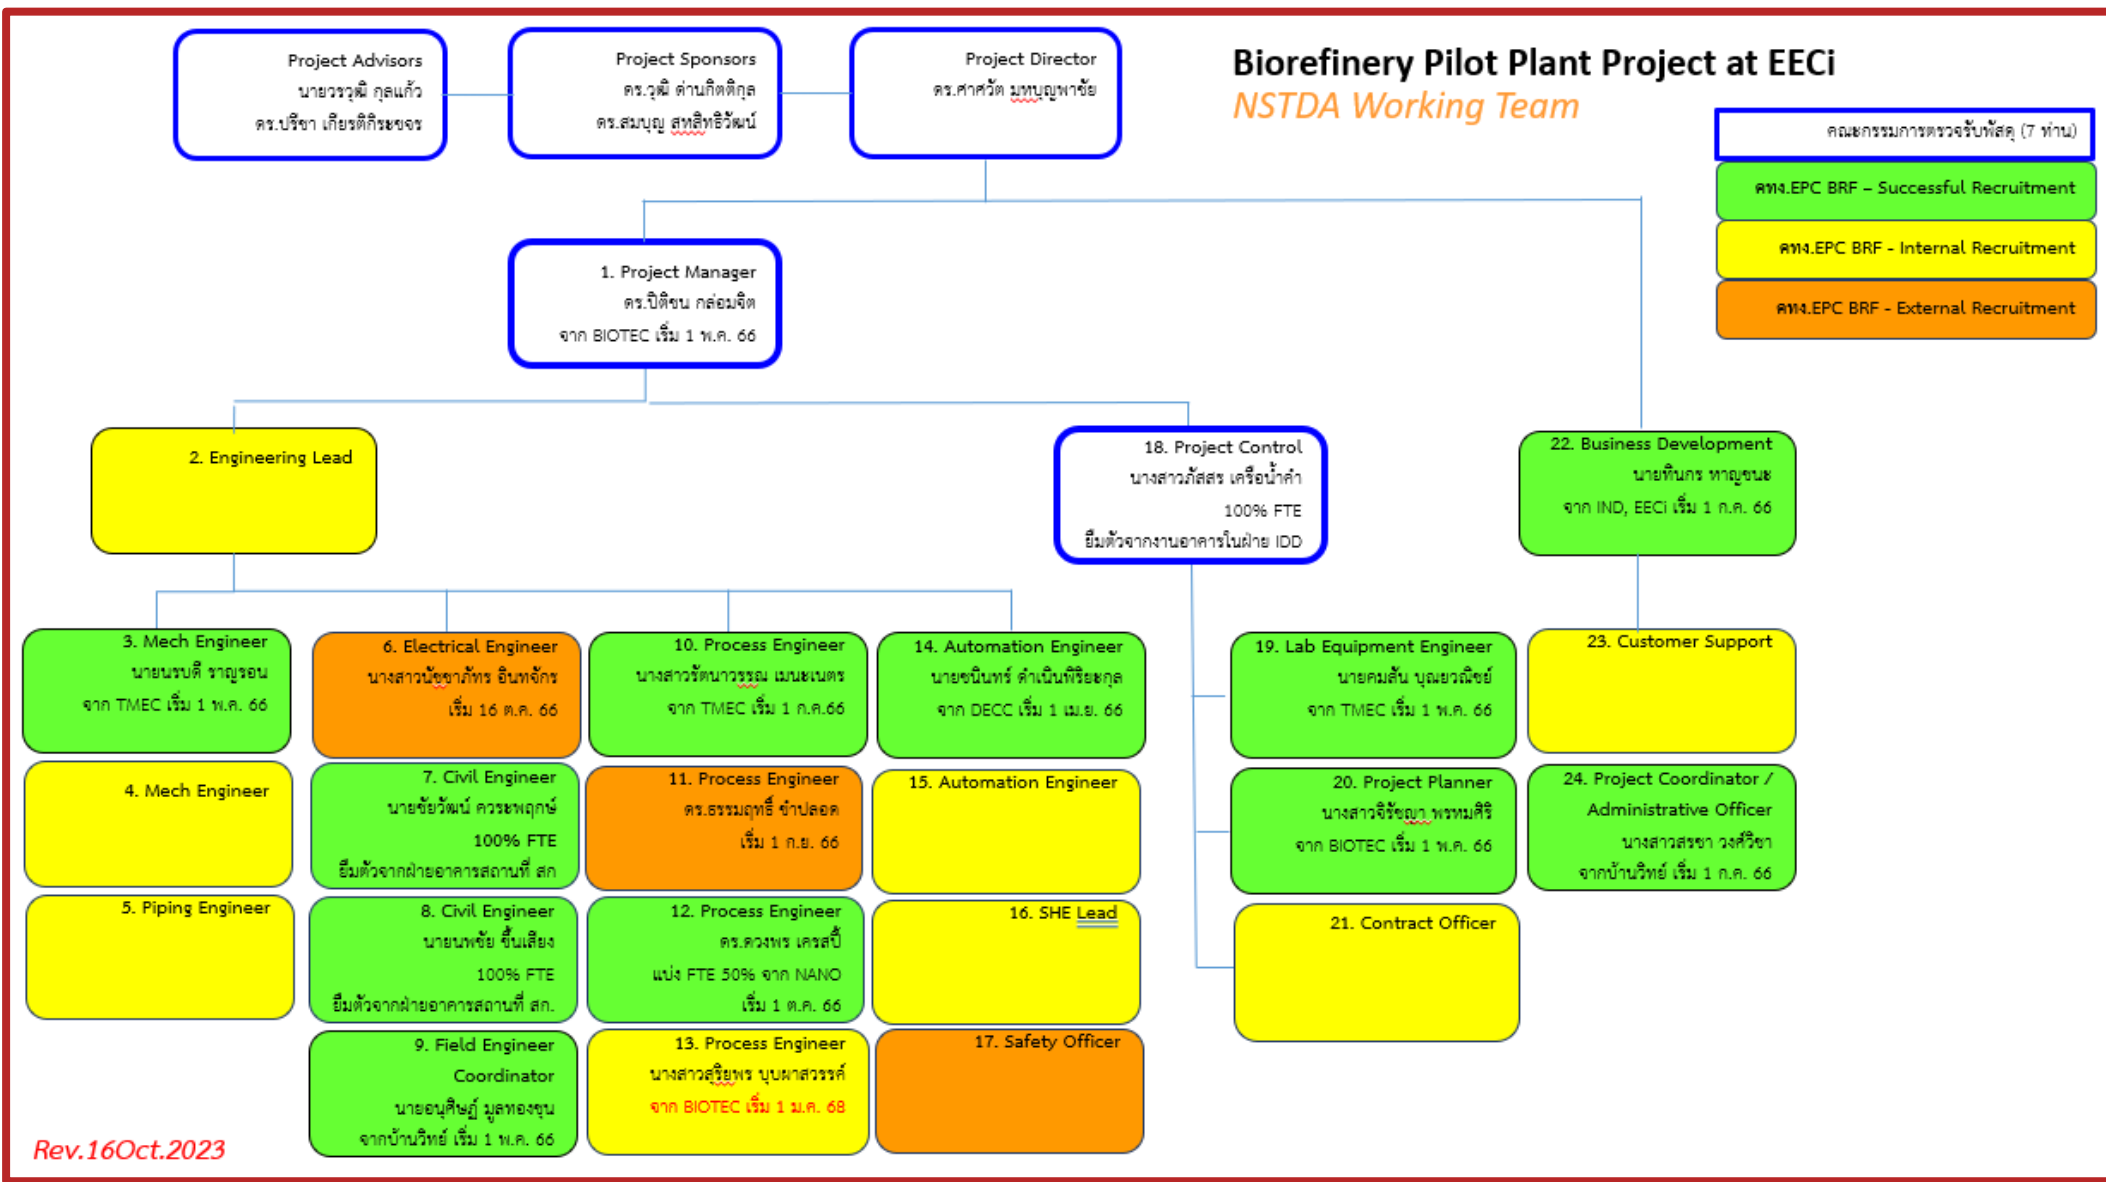 Project Advisors
นายวรวุฒิ กุลแก้ว
ดร.ปรีชา เกียรติกิระขจร
Project Sponsors
ดร.วุฒิ ด่านกิตติกุล
ดร.สมบุญ สหสิทธิวัฒน์
Project Director
ดร.ศาศวัต มหบุญพาชัย
Biorefinery Pilot Plant Project at EECi
NSTDA Working Team
คณะกรรมการตรวจรับพัสดุ (7 ท่าน)
คทง.EPC BRF – Successful Recruitment
คทง.EPC BRF - Internal Recruitment
คทง.EPC BRF - External Recruitment
1. Project Manager
ดร.ปิติชน กล่อมจิต
จาก BIOTEC เริ่ม 1 พ.ค. 66
2. Engineering Lead
18. Project Control
นางสาวภัสสร เครือน้ำคำ
100% FTE
ยืมตัวจากงานอาคารในฝ่าย IDD
22. Business Development
นายทินกร หาญชนะ
จาก IND, EECi เริ่ม 1 ก.ค. 66
3. Mech Engineer
นายนรบดี ราญรอน
จาก TMEC เริ่ม 1 พ.ค. 66
4. Mech Engineer
5. Piping Engineer
6. Electrical Engineer
นางสาวนัชชาภัทร อินทจักร
เริ่ม 16 ต.ค. 66
7. Civil Engineer
นายชัยวัฒน์ ควระพฤกษ์
100% FTE
ยืมตัวจากฝ่ายอาคารสถานที่ สก
8. Civil Engineer
นายนพชัย ขึ้นเสียง
100% FTE
ยืมตัวจากฝ่ายอาคารสถานที่ สก.
9. Field Engineer
Coordinator
นายอนุศิษฏ์ มูลทองชุน
จากบ้านวิทย์ เริ่ม 1 พ.ค. 66
10. Process Engineer
นางสาวรัตนาวรรณ เมนะเนตร
จาก TMEC เริ่ม 1 ก.ค.66
11. Process Engineer
ดร.ธรรมฤทธิ์ ขำปลอด
เริ่ม 1 ก.ย. 66
12. Process Engineer
ดร.ดวงพร เครสปี้
แบ่ง FTE 50% จาก NANO
เริ่ม 1 ต.ค. 66
13. Process Engineer
นางสาวสุริยพร บุบผาสวรรค์
จาก BIOTEC เริ่ม 1 ม.ค. 68
14. Automation Engineer
นายชนินทร์ ดำเนินพิริยะกุล
จาก DECC เริ่ม 1 เม.ย. 66
15. Automation Engineer
16. SHE Lead
17. Safety Officer
19. Lab Equipment Engineer
นายคมสัน บุณยวณิชย์
จาก TMEC เริ่ม 1 พ.ค. 66
20. Project Planner
นางสาวจิรัชญา พรหมศิริ
จาก BIOTEC เริ่ม 1 พ.ค. 66
21. Contract Officer
23. Customer Support
24. Project Coordinator /
Administrative Officer
นางสาวสรชา วงศ์วิชา
จากบ้านวิทย์ เริ่ม 1 ก.ค. 66
Rev.16Oct.2023